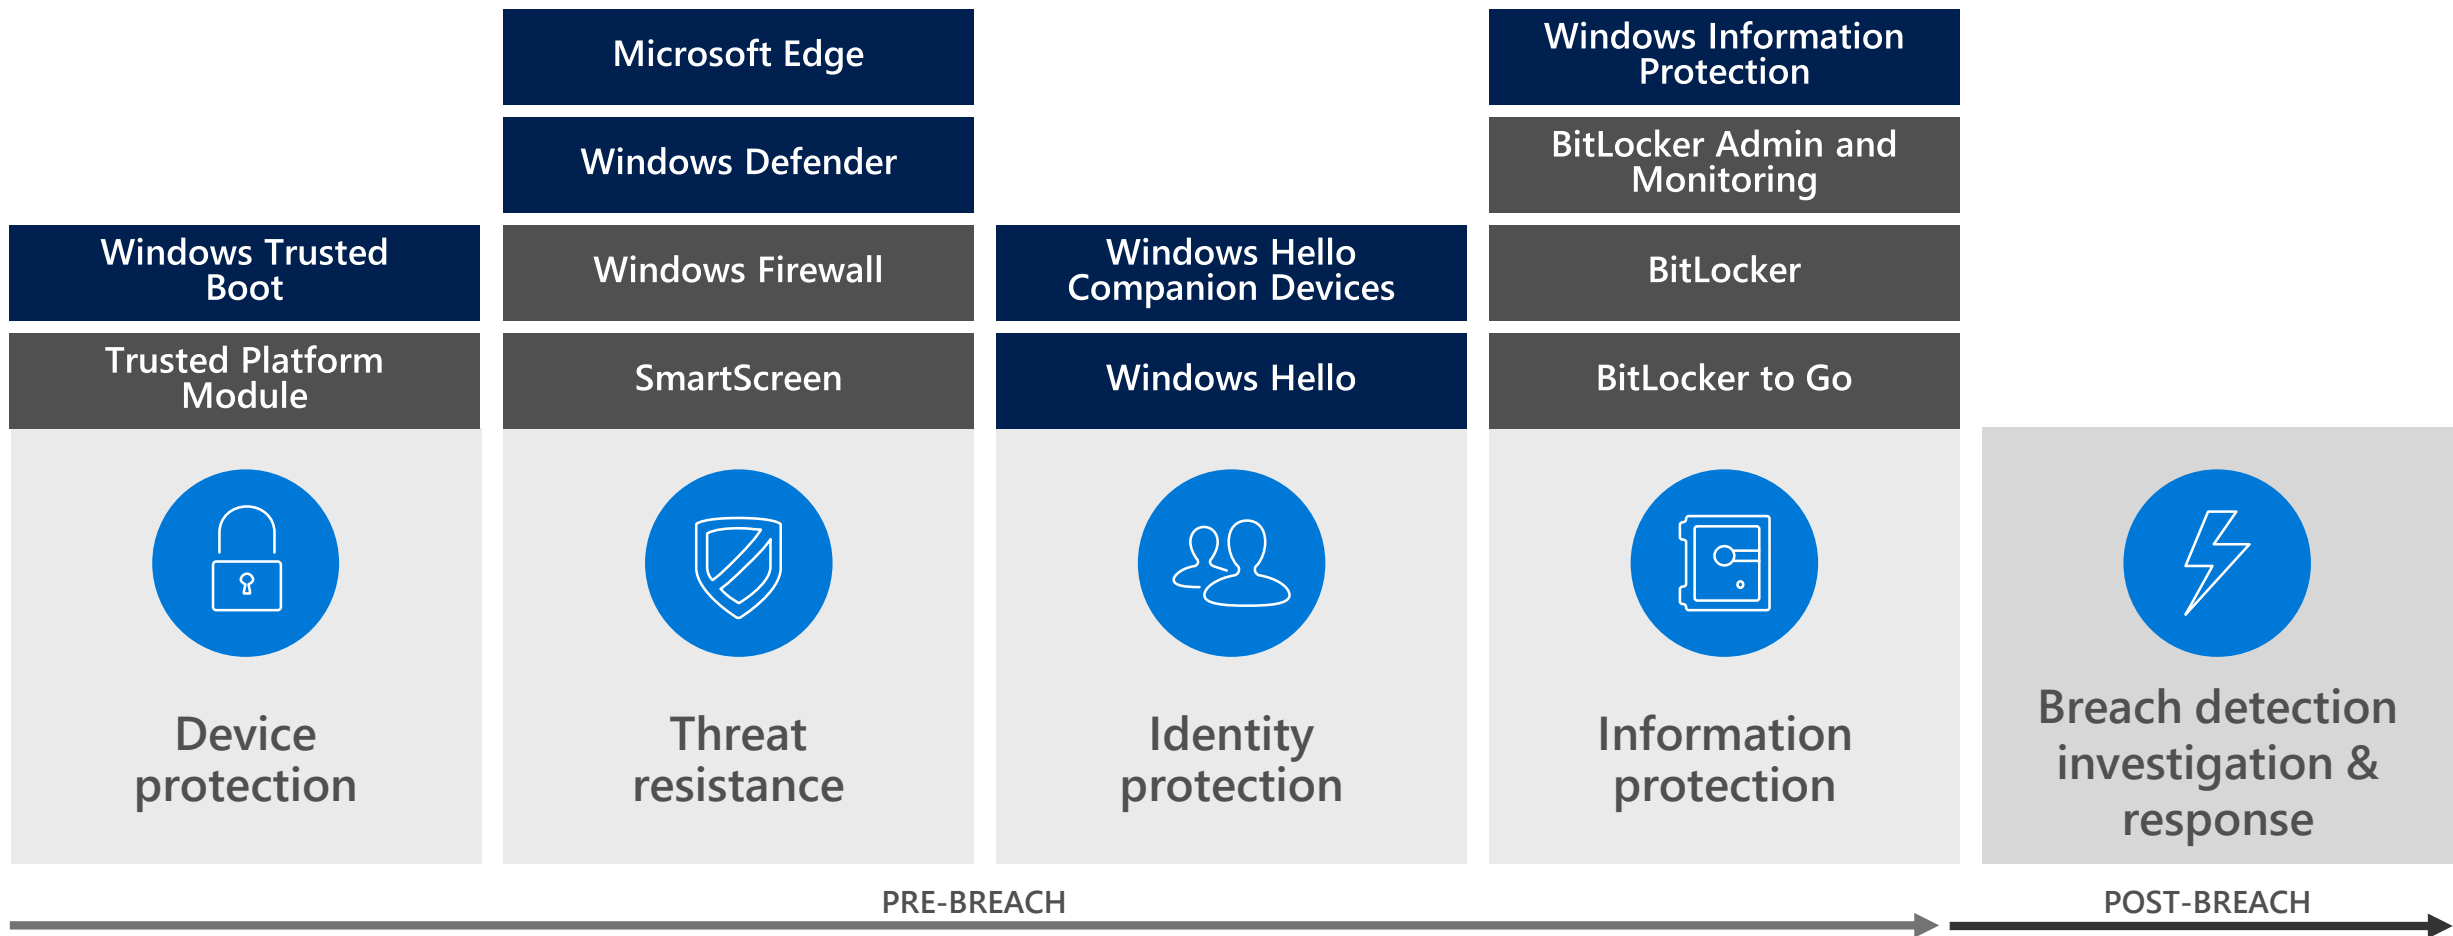 Windows Trusted
Boot
Trusted Platform
Module
Device
protection
Microsoft Edge
Windows Defender
Windows Firewall
SmartScreen
Threat
resistance
Windows Hello
Companion Devices
Windows Hello
Identity
protection
Windows Information
Protection
BitLocker Admin and
Monitoring
BitLocker
BitLocker to Go
Information
protection
Breach detection
investigation &
response
PRE-BREACH
POST-BREACH